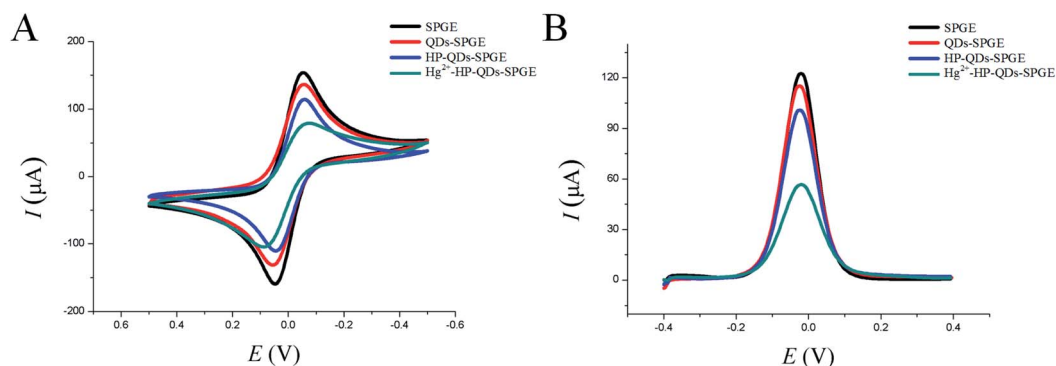 A
SPGE
QDs-SPGE
HP-QDs-SPGE
Hg²⁺-HP-QDs-SPGE
200
100
0
-100
-200
I (μA)
0.6 0.4 0.2 0.0 -0.2 -0.4 -0.6
E (V)
B
SPGE
QDs-SPGE
HP-QDs-SPGE
Hg²⁺-HP-QDs-SPGE
120
90
60
30
0
I (μA)
-0.4 -0.2 0.0 0.2 0.4
E (V)